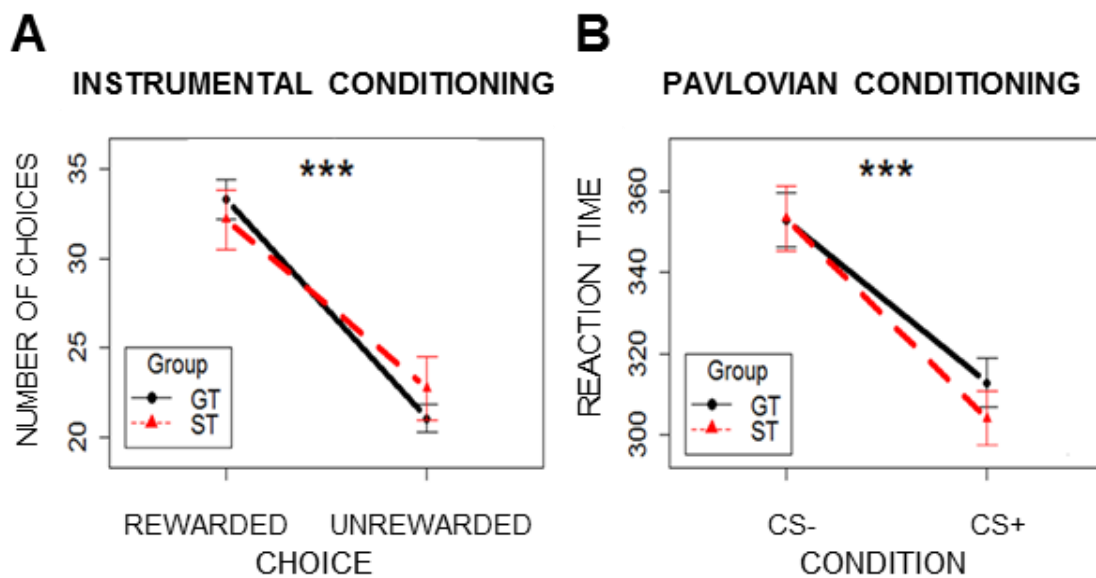 A
INSTRUMENTAL CONDITIONING
NUMBER OF CHOICES
35
30
25
20
***
Group
GT
ST
REWARDED UNREWARDED
CHOICE
B
PAVLOVIAN CONDITIONING
REACTION TIME
360
340
320
300
***
Group
GT
ST
CS- CS+
CONDITION